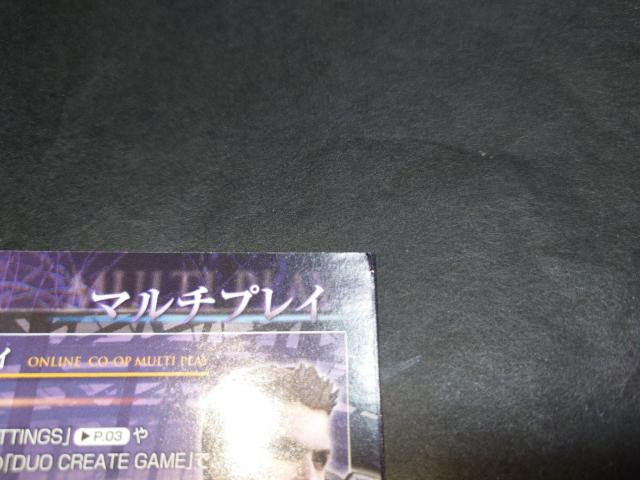 MULTI PLAY
マルチプレイ
ィ ONLINE CO-OP MULTI PLAY
TTINGS」 ▶P.03 や
の「DUO CREATE GAME」で